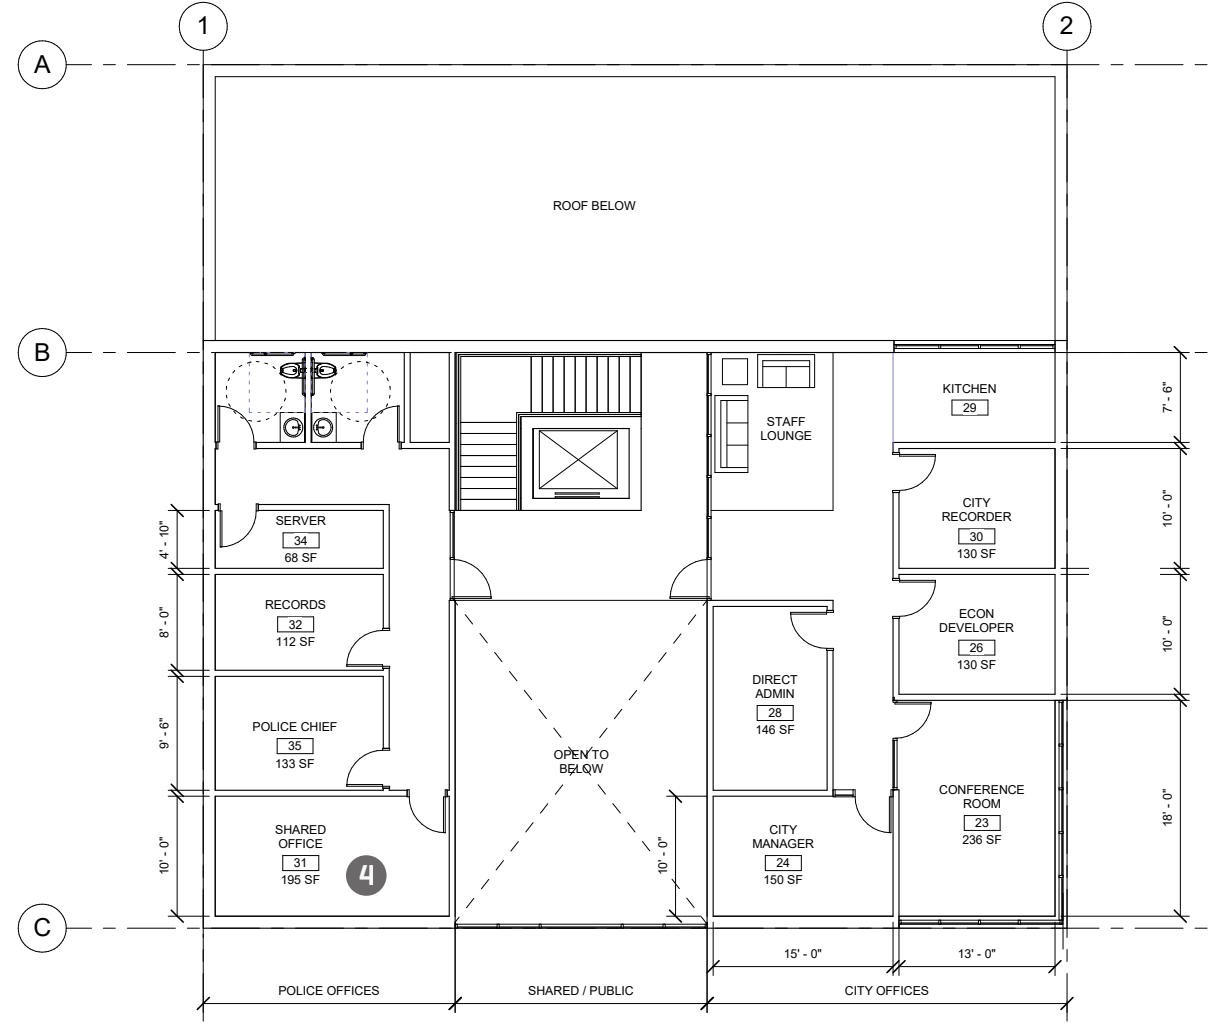 1
2
A
ROOF BELOW
B
KITCHEN
29
7' - 6"
STAFF
LOUNGE
CITY
RECORDER
30
130 SF
10' - 0"
SERVER
34
68 SF
4' - 10"
RECORDS
32
112 SF
8' - 0"
ECON
DEVELOPER
26
130 SF
10' - 0"
DIRECT
ADMIN
28
146 SF
POLICE CHIEF
35
133 SF
9' - 6"
OPEN TO
BELOW
CONFERENCE
ROOM
23
236 SF
18' - 0"
SHARED
OFFICE
31
195 SF
4
10' - 0"
10' - 0"
CITY
MANAGER
24
150 SF
C
15' - 0"
13' - 0"
POLICE OFFICES
SHARED / PUBLIC
CITY OFFICES